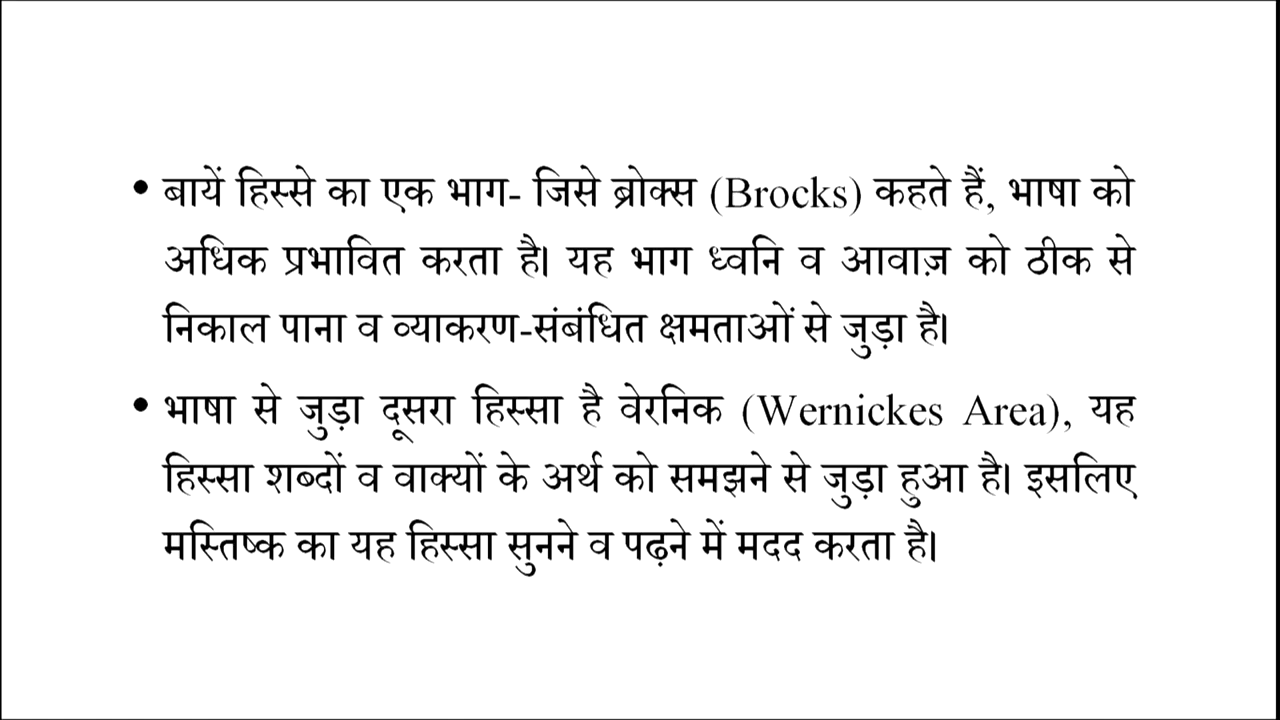 • बायें हिस्से का एक भाग- जिसे ब्रोक्स (Brocks) कहते हैं, भाषा को
अधिक प्रभावित करता है। यह भाग ध्वनि व आवाज़ को ठीक से
निकाल पाना व व्याकरण-संबंधित क्षमताओं से जुड़ा है।
• भाषा से जुड़ा दूसरा हिस्सा है वेरनिक (Wernickes Area), यह
हिस्सा शब्दों व वाक्यों के अर्थ को समझने से जुड़ा हुआ है। इसलिए
मस्तिष्क का यह हिस्सा सुनने व पढ़ने में मदद करता है।